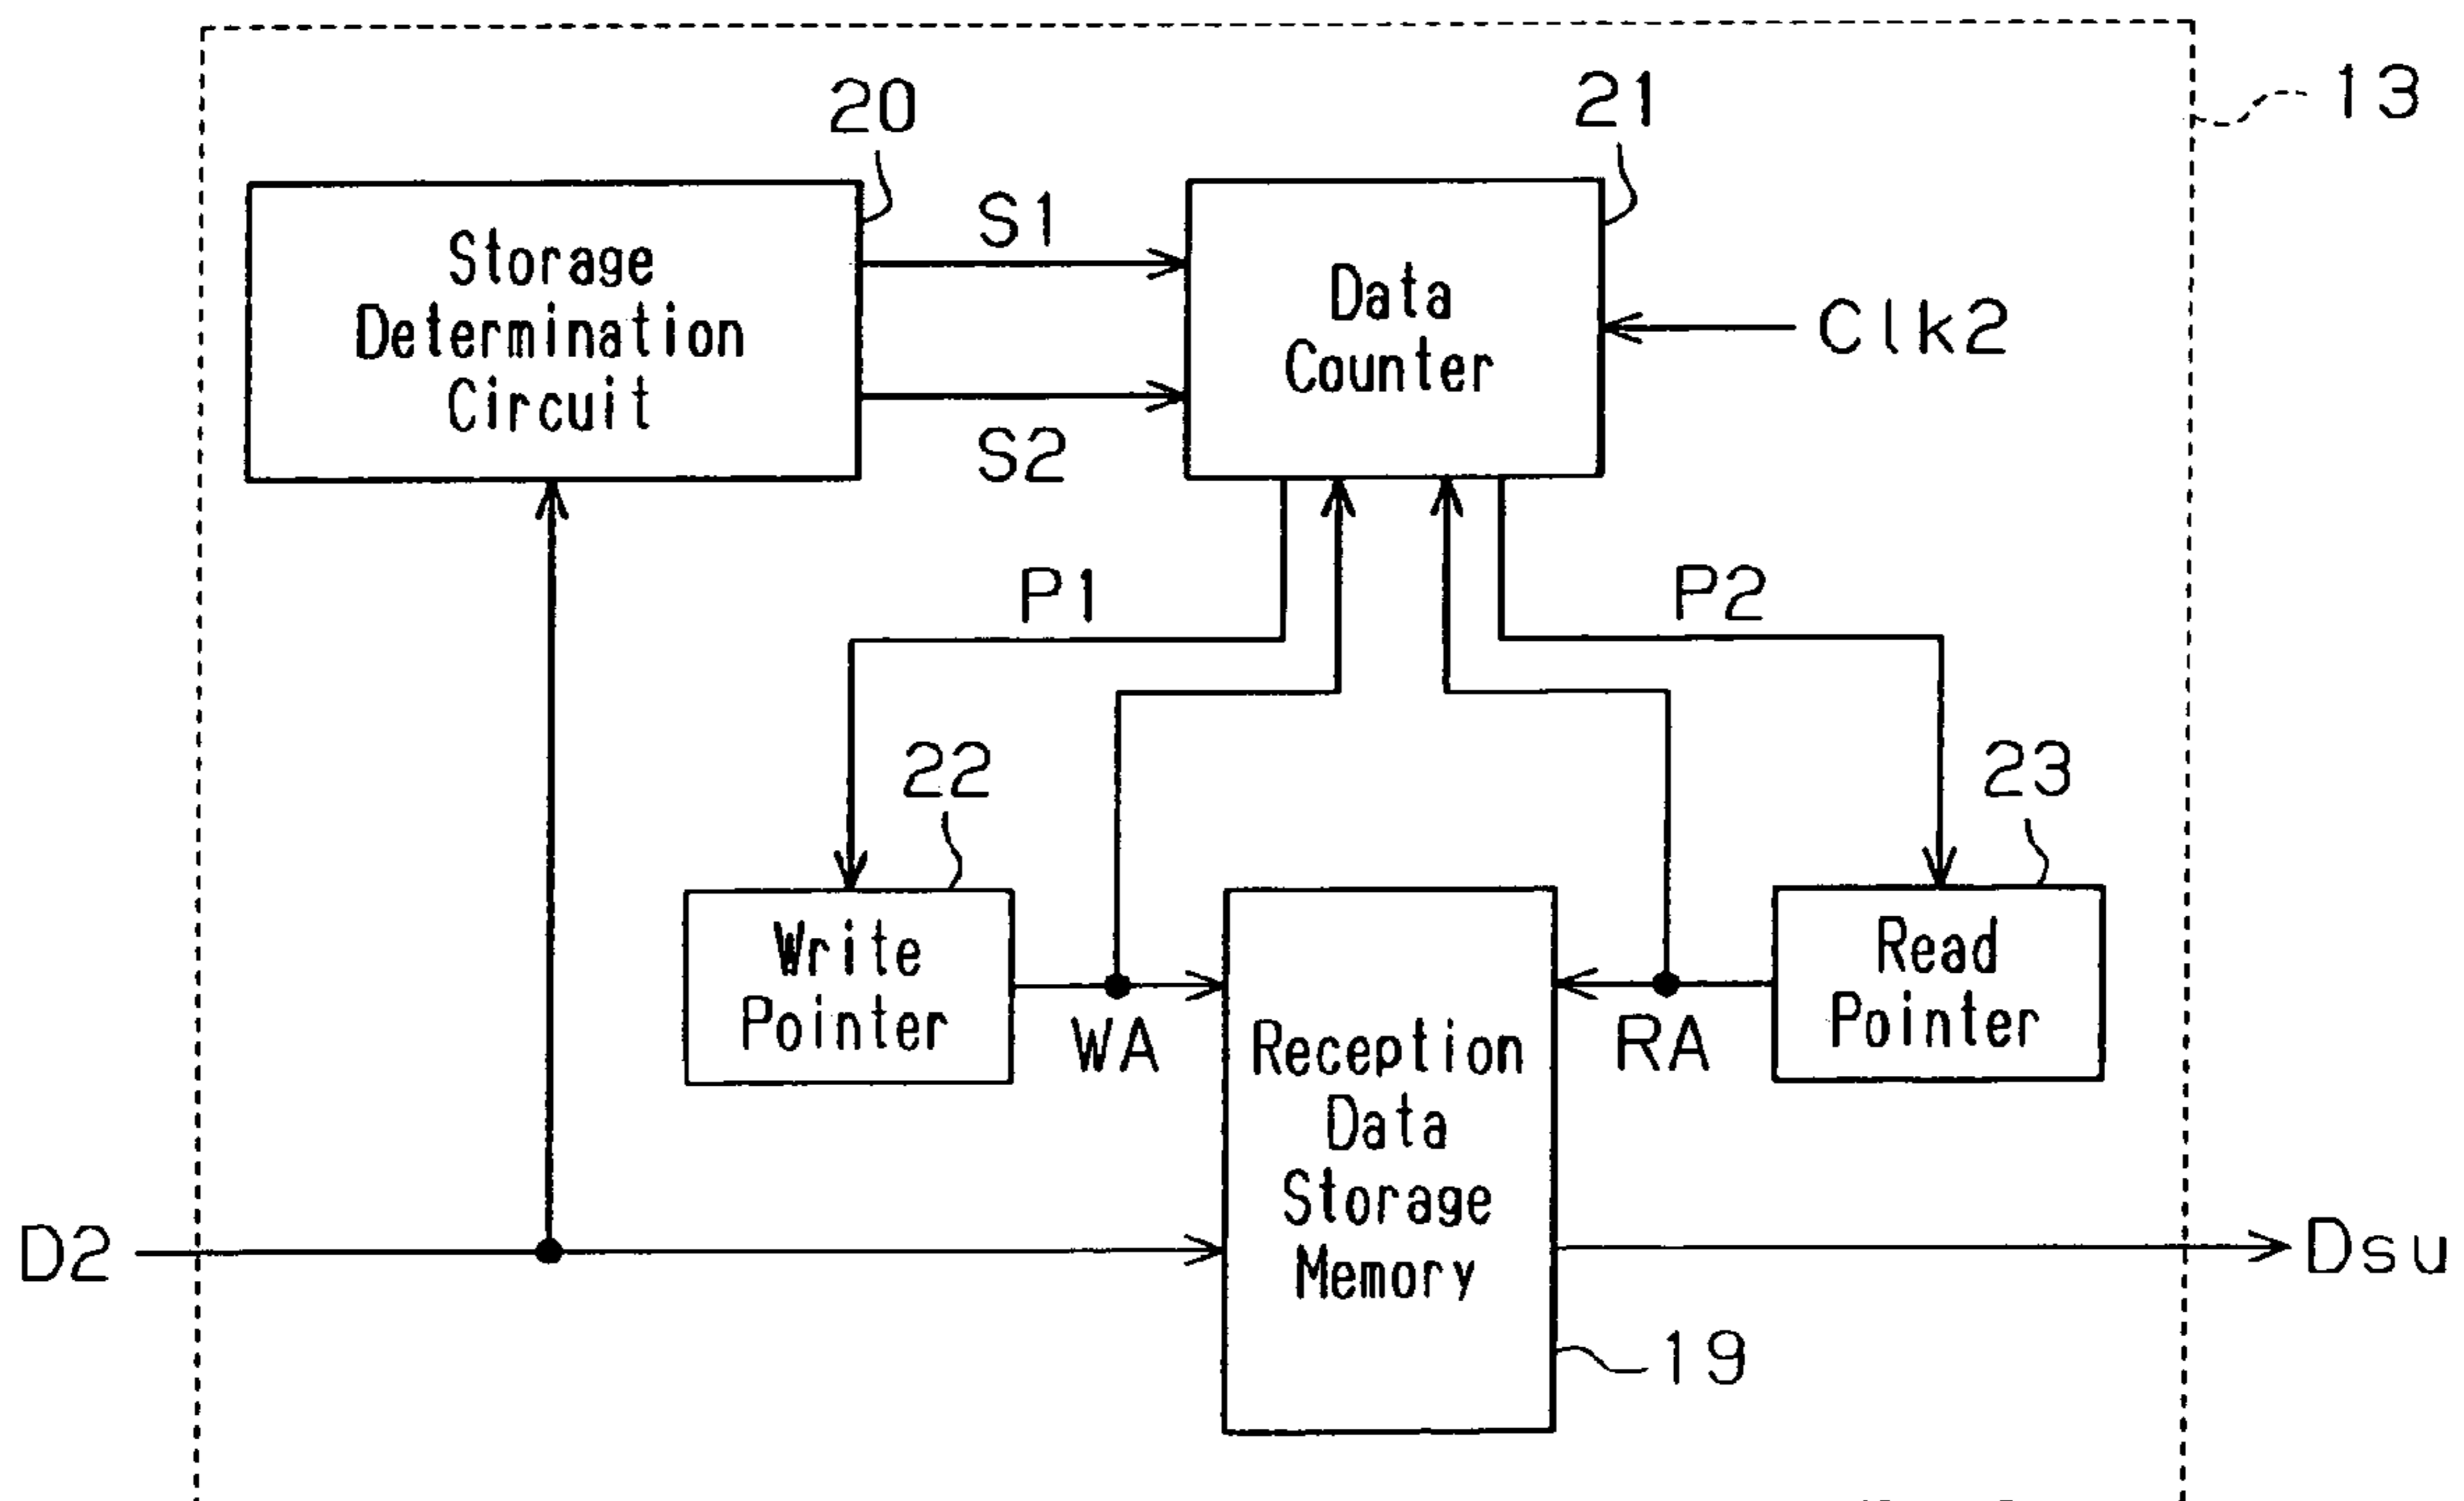 13
20
21
Storage
Determination
Circuit
S1
S2
Data
Counter
Clk2
P1
P2
22
23
Write
Pointer
WA
Reception
Data
Storage
Memory
RA
Read
Pointer
D2
Dsu
19